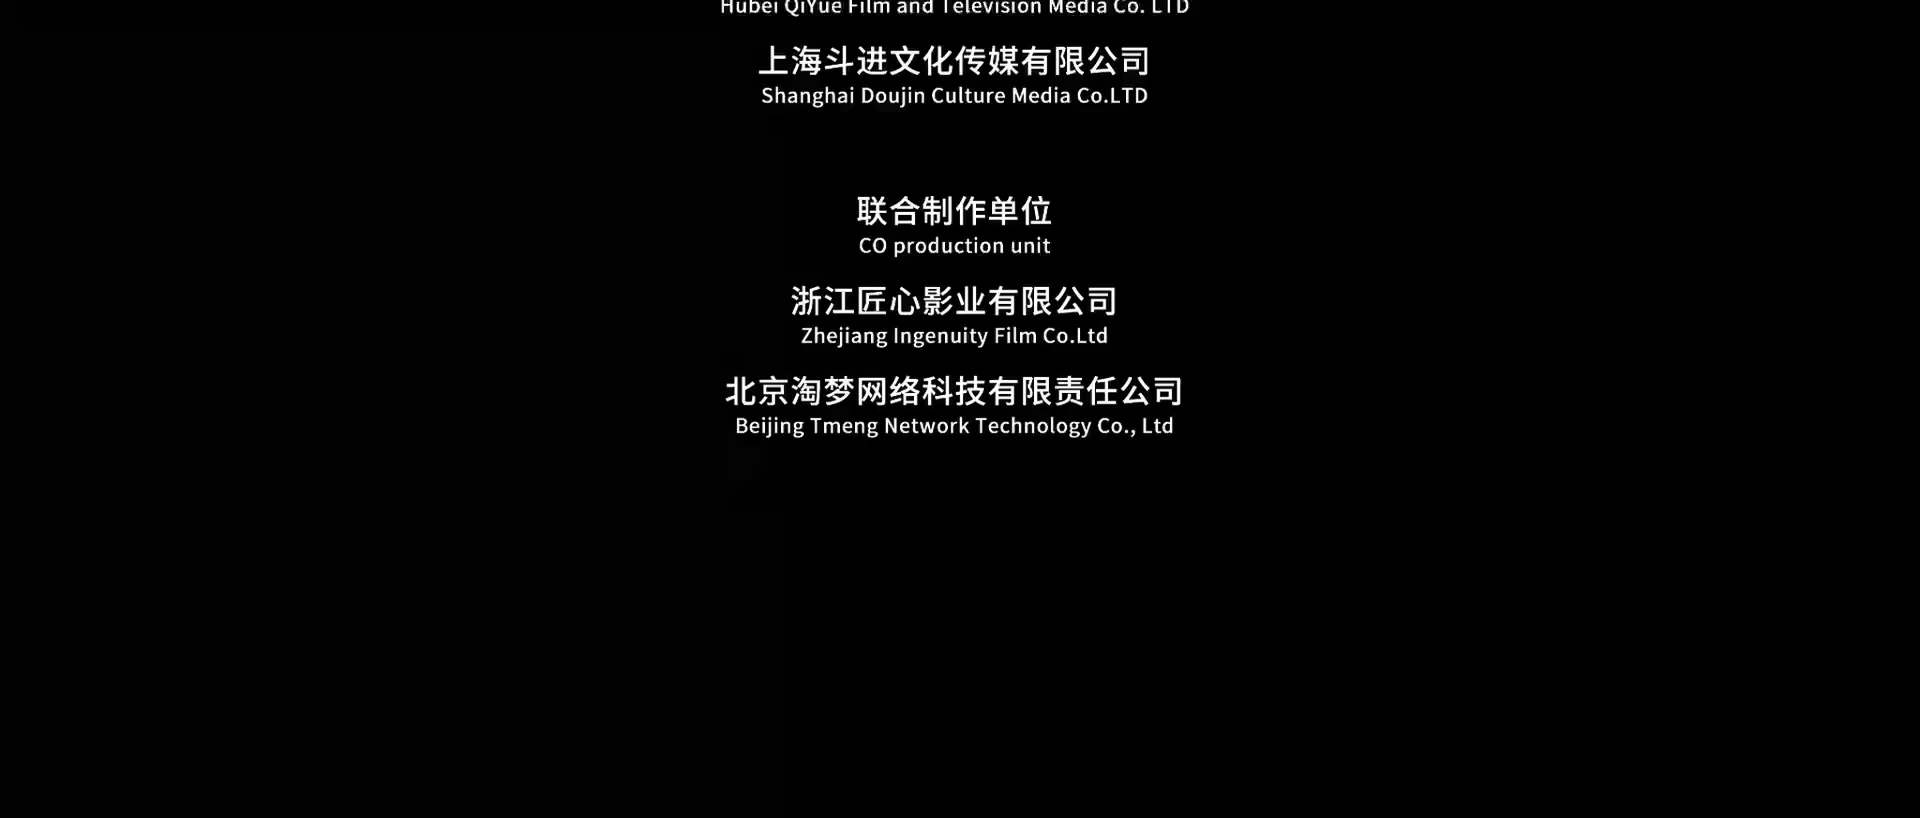 Hubei QiYue Film and Television Media Co. LTD
上海斗进文化传媒有限公司
Shanghai Doujin Culture Media Co.LTD
联合制作单位
CO production unit
浙江匠心影业有限公司
Zhejiang Ingenuity Film Co.Ltd
北京淘梦网络科技有限责任公司
Beijing Tmeng Network Technology Co., Ltd